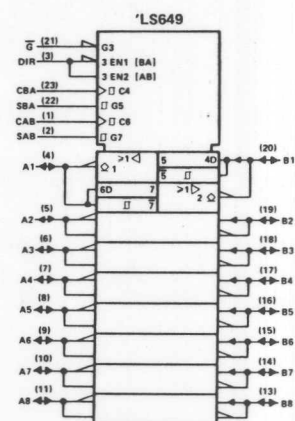 'LS649
G (21) G3
DIR (3) 3 EN1 [BA]
3 EN2 [AB]
CBA (23) C4
SBA (22) G5
CAB (1) C6
SAB (2) G7
A1 (4) ≥1 1 5 4D (20) B1
5
6D 7 ≥1
7 2
A2 (5) (19) B2
A3 (6) (18) B3
A4 (7) (17) B4
A5 (8) (16) B5
A6 (9) (15) B6
A7 (10) (14) B7
A8 (11) (13) B8